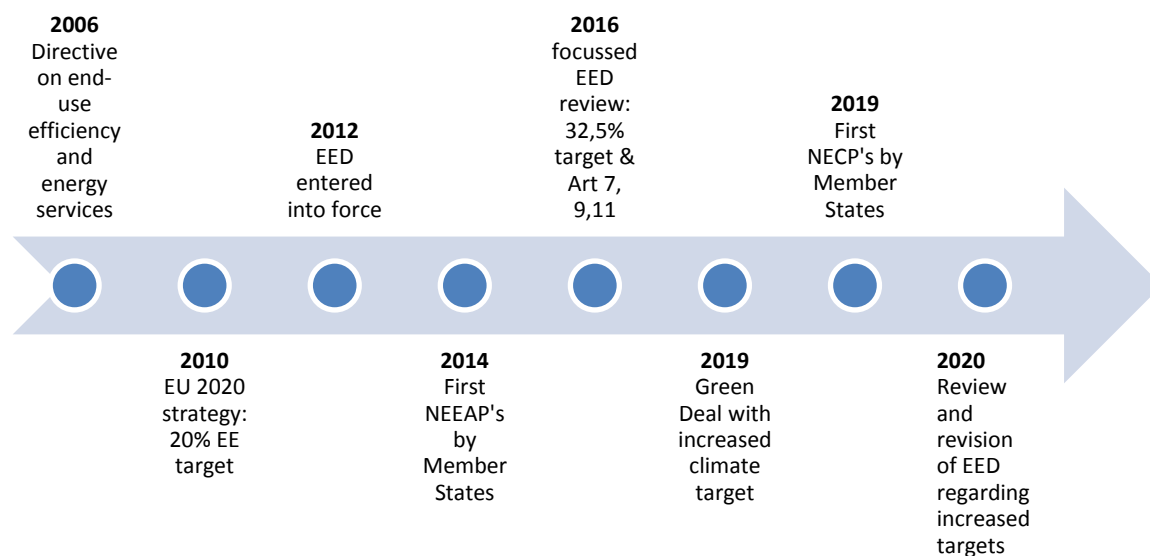 2006
Directive
on end-
use
efficiency
and
energy
services
2010
EU 2020
strategy:
20% EE
target
2012
EED
entered
into force
2014
First
NEEAP's
by
Member
States
2016
focussed
EED
review:
32,5%
target &
Art 7,
9,11
2019
Green
Deal with
increased
climate
target
2019
First
NECP's by
Member
States
2020
Review
and
revision
of EED
regarding
increased
targets